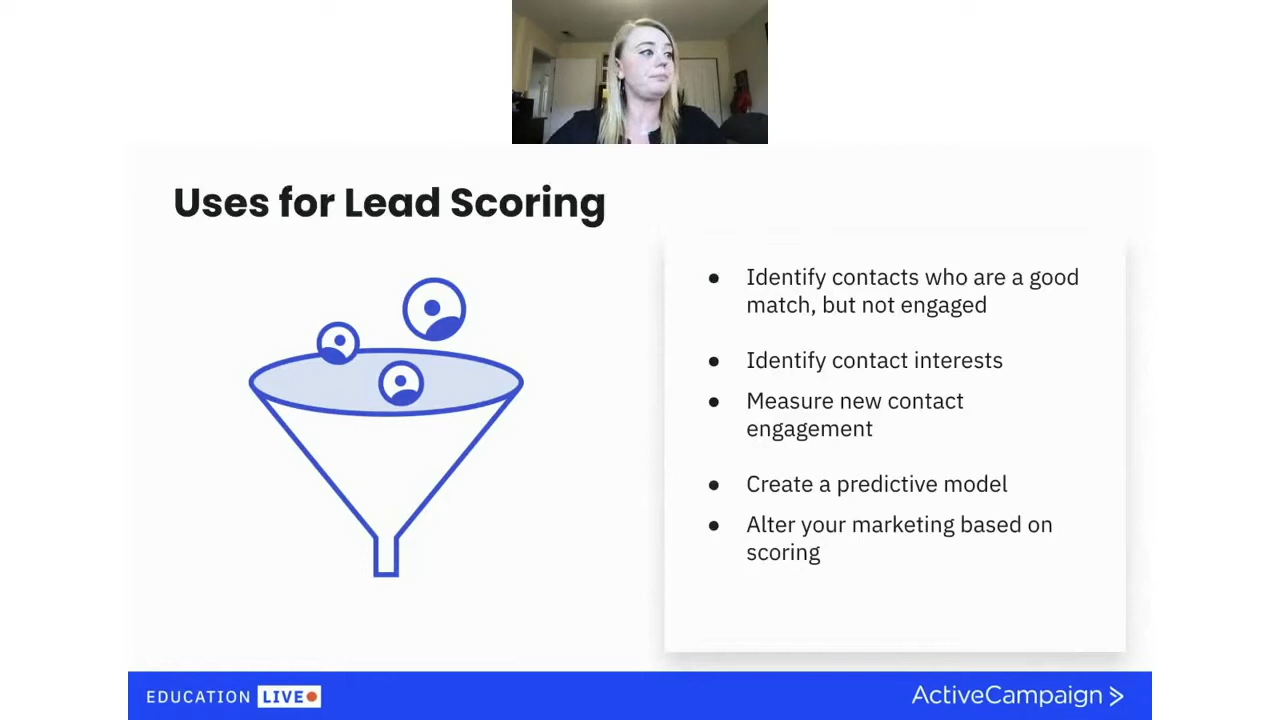 Uses for Lead Scoring
● Identify contacts who are a good
match, but not engaged
● Identify contact interests
● Measure new contact
engagement
● Create a predictive model
● Alter your marketing based on
scoring
EDUCATION LIVE
ActiveCampaign